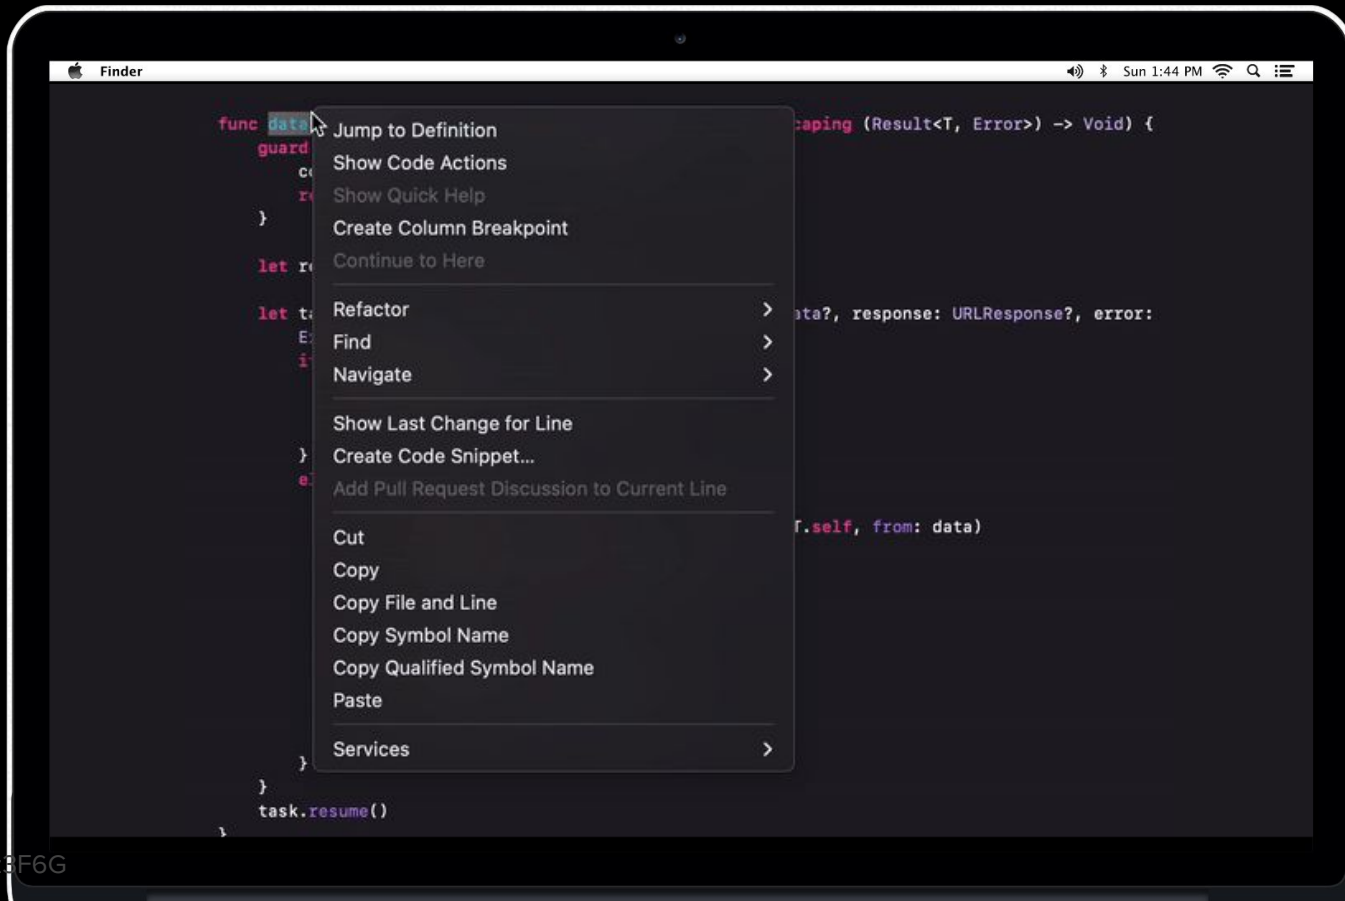 Finder
Sun 1:44 PM
func data
caping (Result<T, Error>) -> Void) {
guard
}
let
let
ata?, response: URLResponse?, error:
}
T.self, from: data)
}
}
task.resume()
}
Jump to Definition
Show Code Actions
Show Quick Help
Create Column Breakpoint
Continue to Here
Refactor
Find
Navigate
Show Last Change for Line
Create Code Snippet...
Add Pull Request Discussion to Current Line
Cut
Copy
Copy File and Line
Copy Symbol Name
Copy Qualified Symbol Name
Paste
Services
3F6G